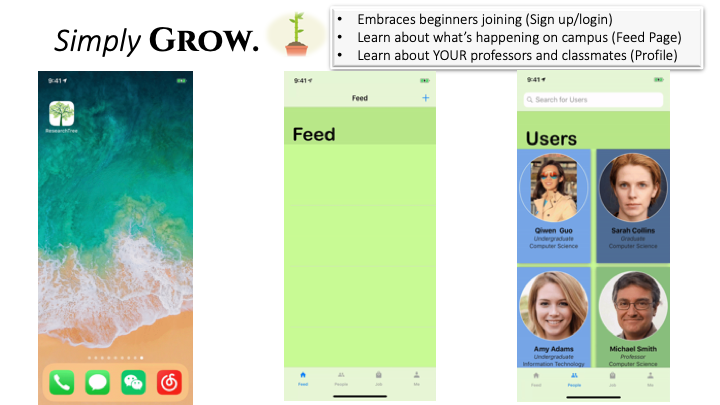 Simply GROW.
• Embraces beginners joining (Sign up/login)
• Learn about what's happening on campus (Feed Page)
• Learn about YOUR professors and classmates (Profile)
9:41
ResearchTree
9:41
Feed
+
Feed
Feed
People
Job
Me
9:41
Search for Users
Users
Qiwen Guo
Undergraduate
Computer Science
Sarah Collins
Graduate
Computer Science
Amy Adams
Undergraduate
Information Technology
Michael Smith
Professor
Computer Science
Feed
People
Job
Me